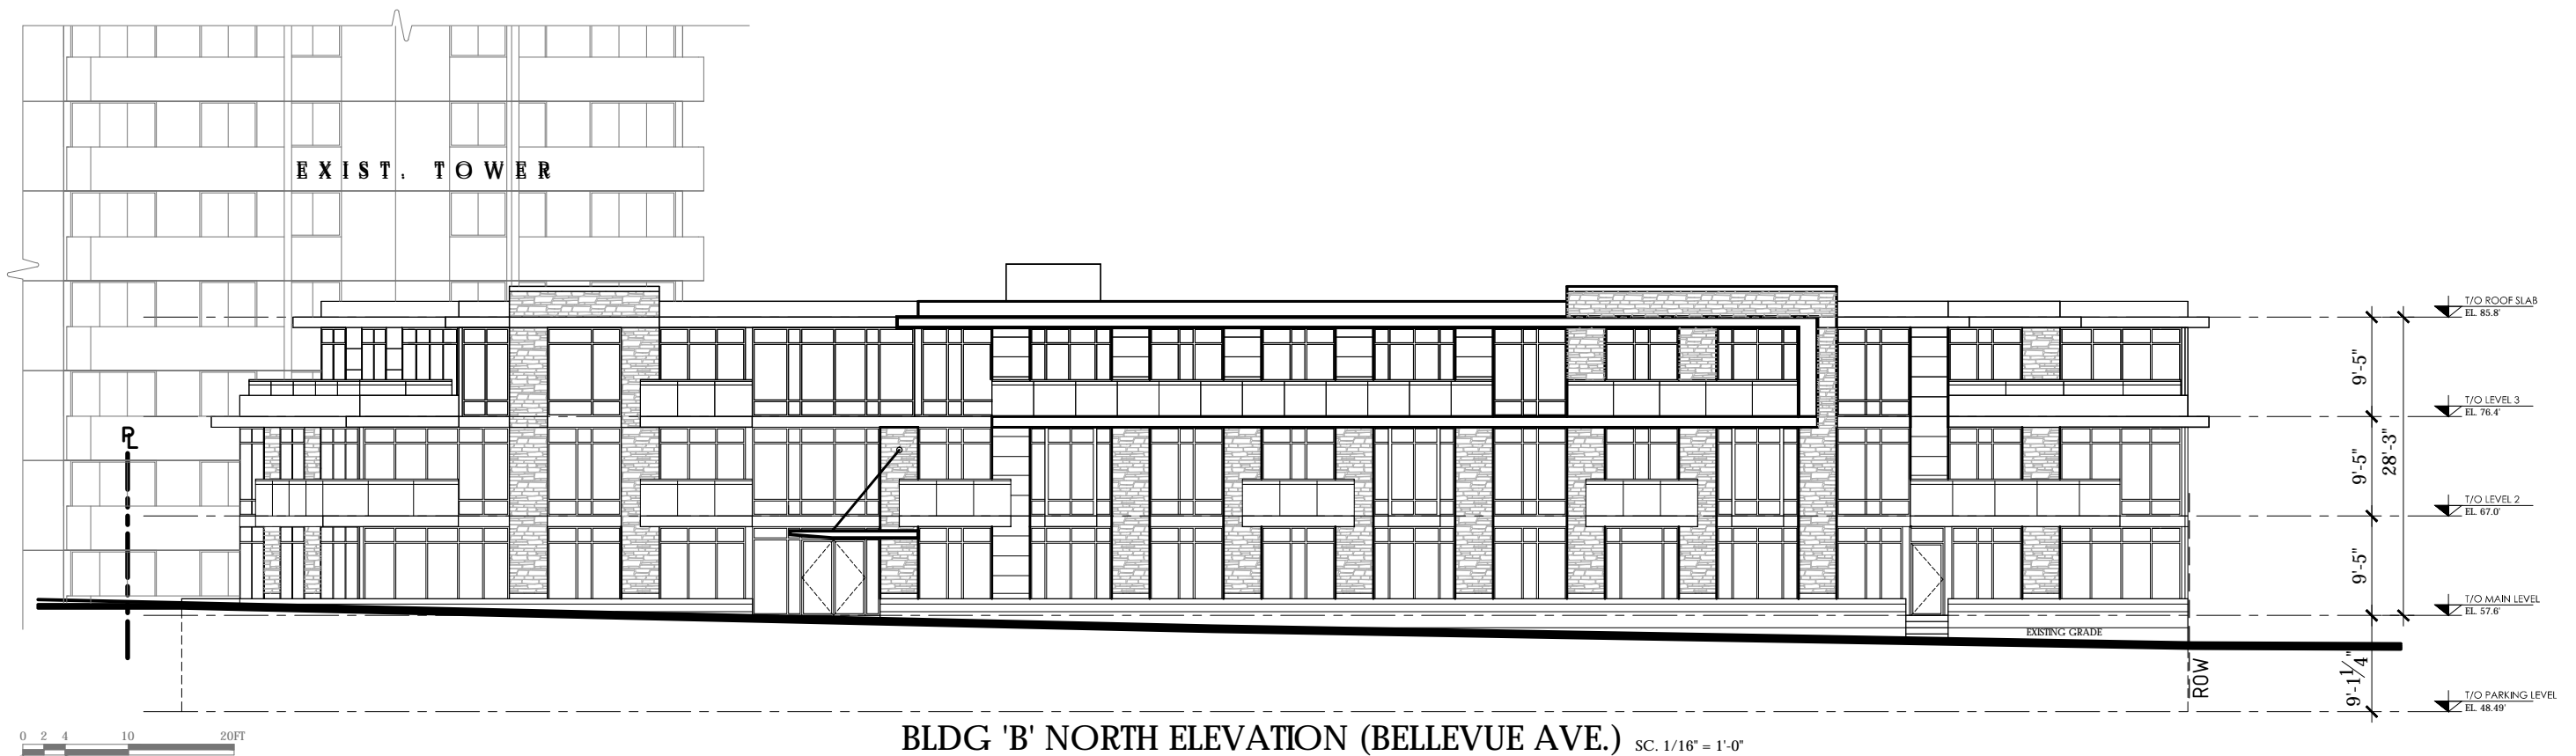 EXIST. TOWER
T/O ROOF SLAB
EL. 85.8'
9'-5"
T/O LEVEL 3
EL. 76.4'
28'-3"
PL
9'-5"
T/O LEVEL 2
EL. 67.0'
9'-5"
T/O MAIN LEVEL
EL. 57.6'
EXISTING GRADE
9'-1 1/4"
ROW
T/O PARKING LEVEL
EL. 48.49'
0 2 4 10 20FT
BLDG 'B' NORTH ELEVATION (BELLEVUE AVE.) SC. 1/16" = 1'-0"